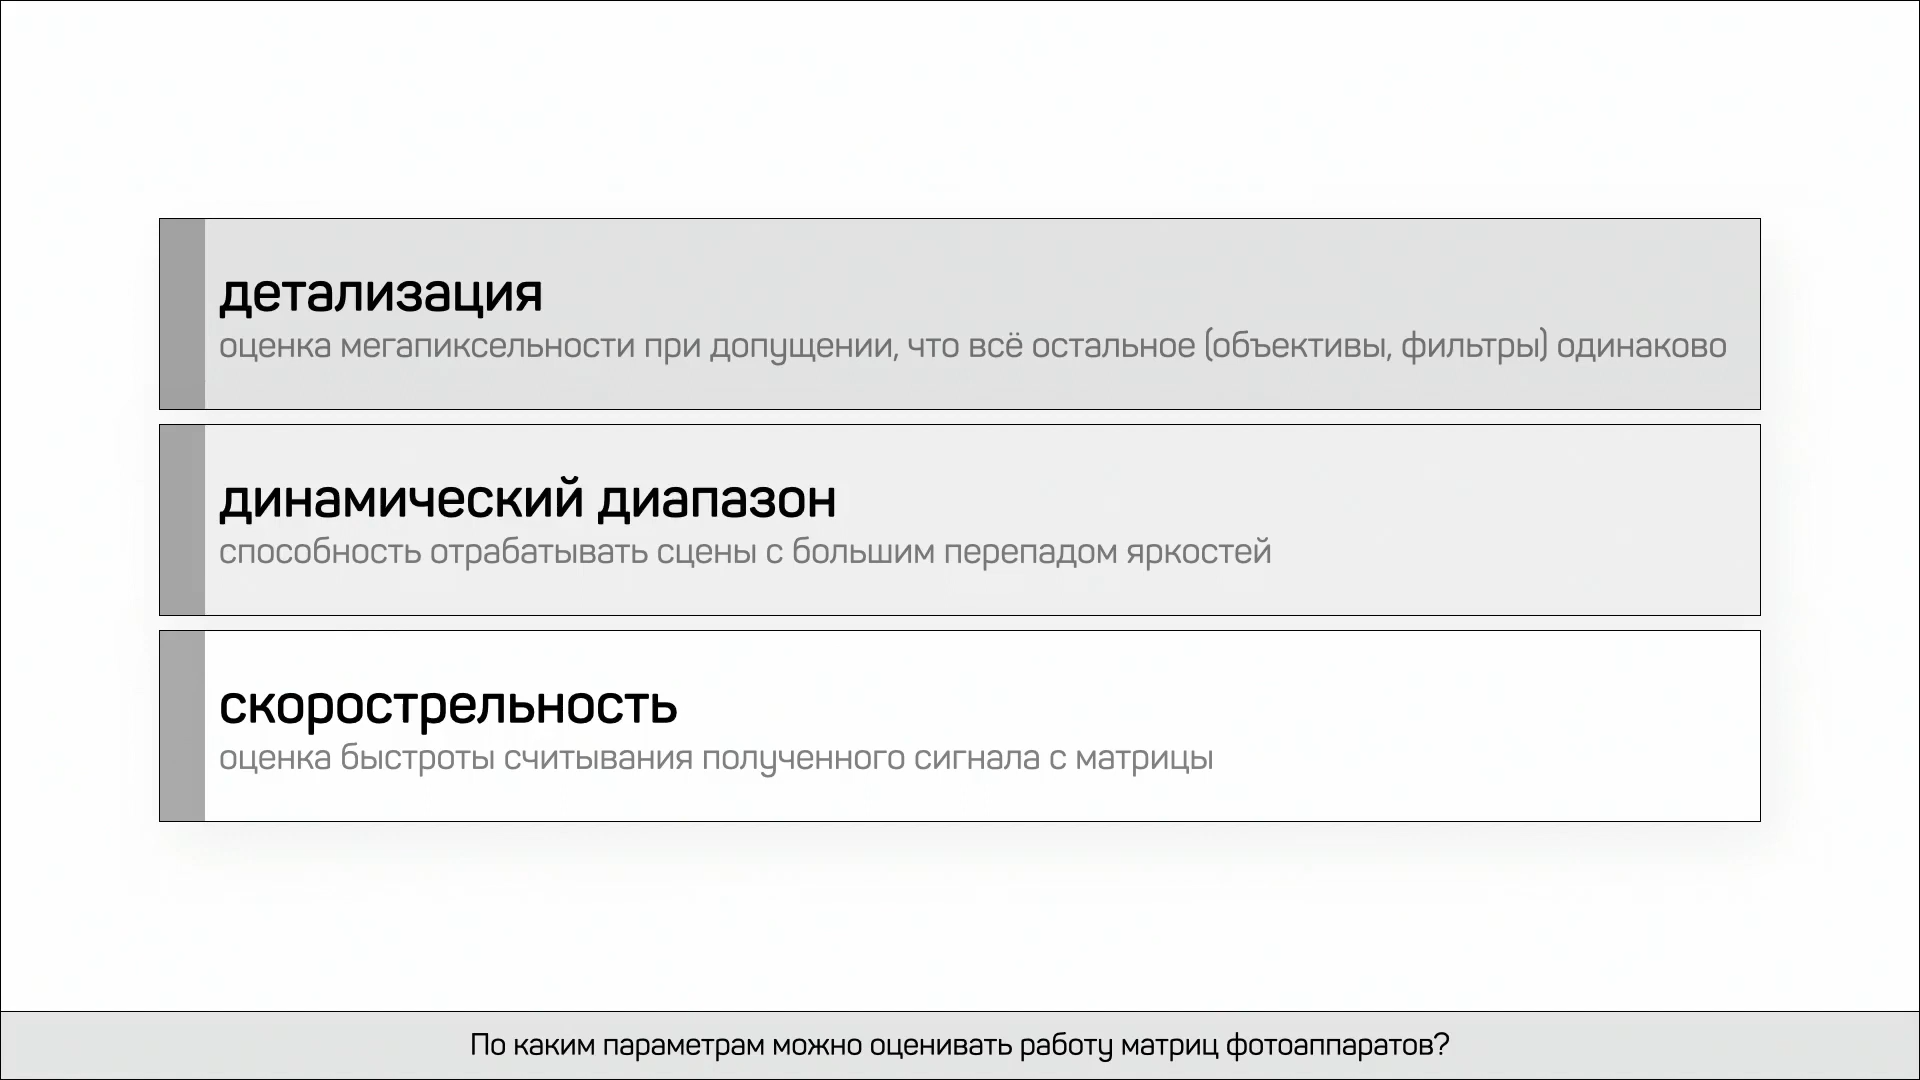 детализация
оценка мегапиксельности при допущении, что всё остальное (объективы, фильтры) одинаково
динамический диапазон
способность отрабатывать сцены с большим перепадом яркостей
скорострельность
оценка быстроты считывания полученного сигнала с матрицы
По каким параметрам можно оценивать работу матриц фотоаппаратов?